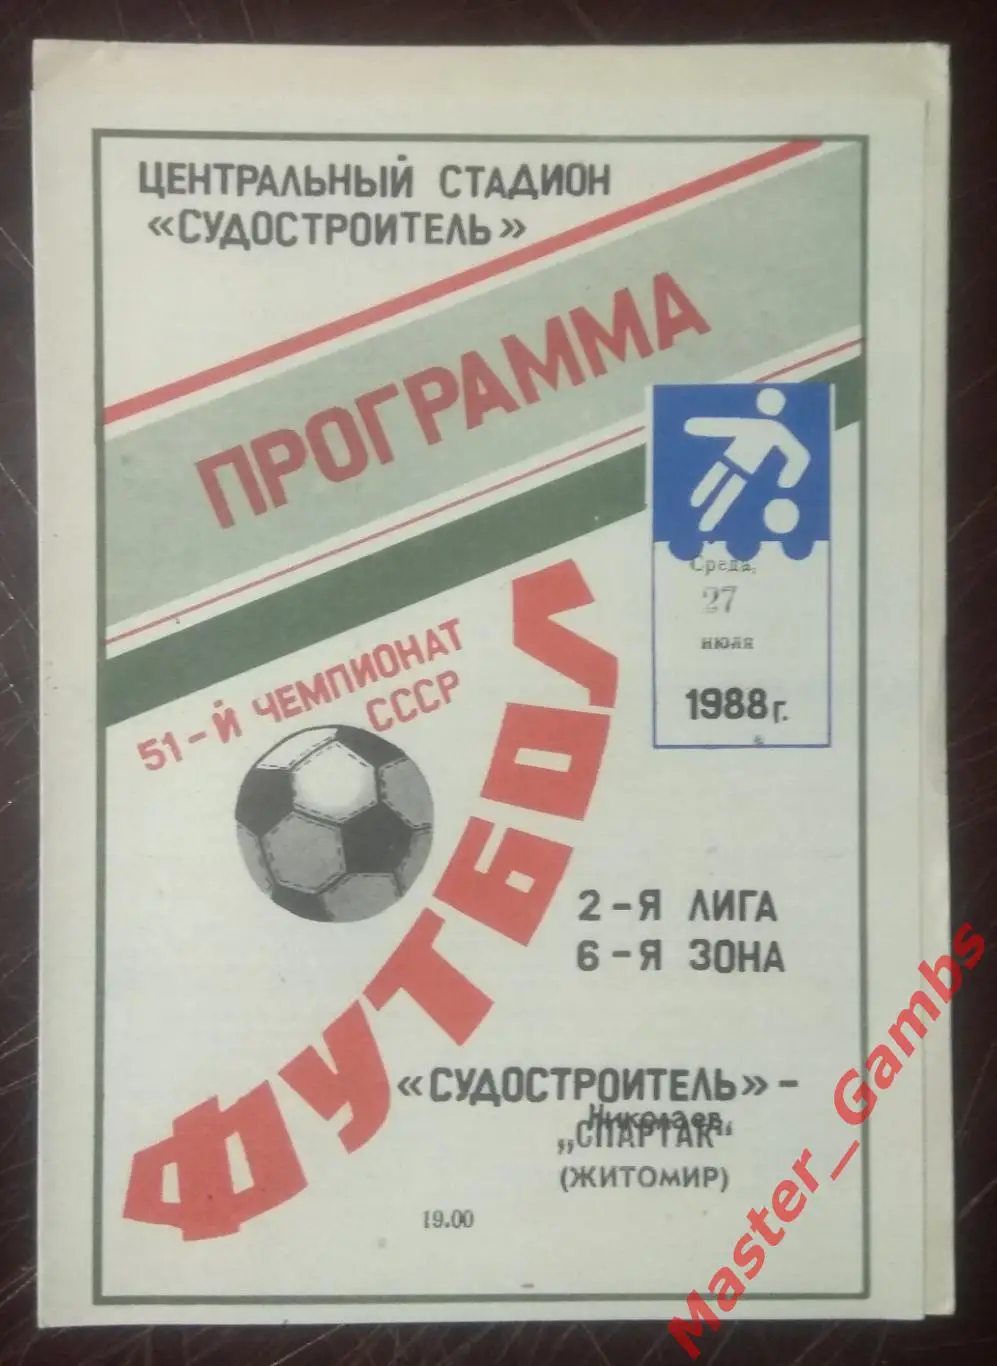 ЦЕНТРАЛЬНЫЙ СТАДИОН
«СУДОСТРОИТЕЛЬ»
ПРОГРАММА
Среда,
27
июля
1988 г.
51-Й ЧЕМПИОНАТ
СССР
ФУТБОЛ
2-Я ЛИГА
6-Я ЗОНА
«СУДОСТРОИТЕЛЬ» -
Николаев
„СПАРТАК“
(ЖИТОМИР)
19.00
Master_Gambs